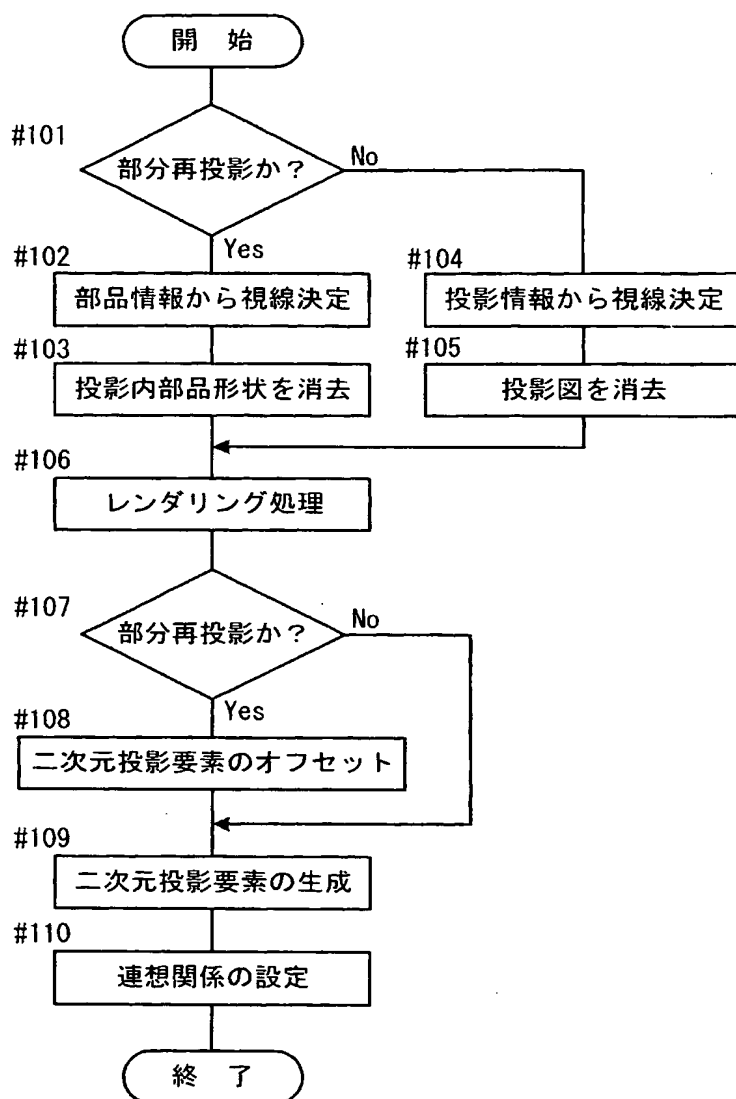 開 始
#101
部分再投影か?
No
Yes
#102
部品情報から視線決定
#104
投影情報から視線決定
#103
投影内部品形状を消去
#105
投影図を消去
#106
レンダリング処理
#107
部分再投影か?
No
Yes
#108
二次元投影要素のオフセット
#109
二次元投影要素の生成
#110
連想関係の設定
終 了